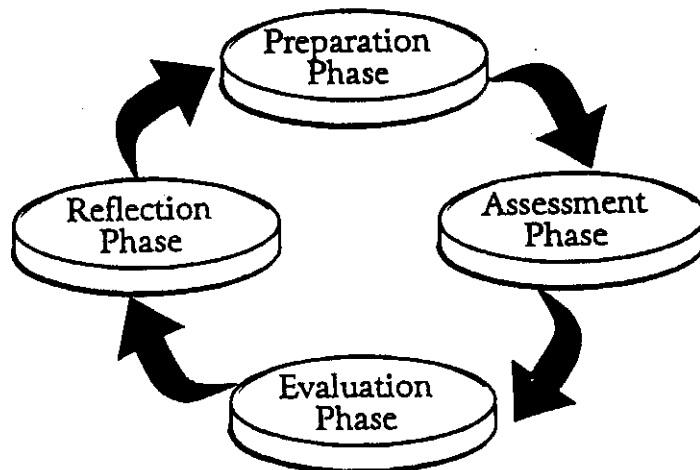 Preparation
Phase
Assessment
Phase
Evaluation
Phase
Reflection
Phase